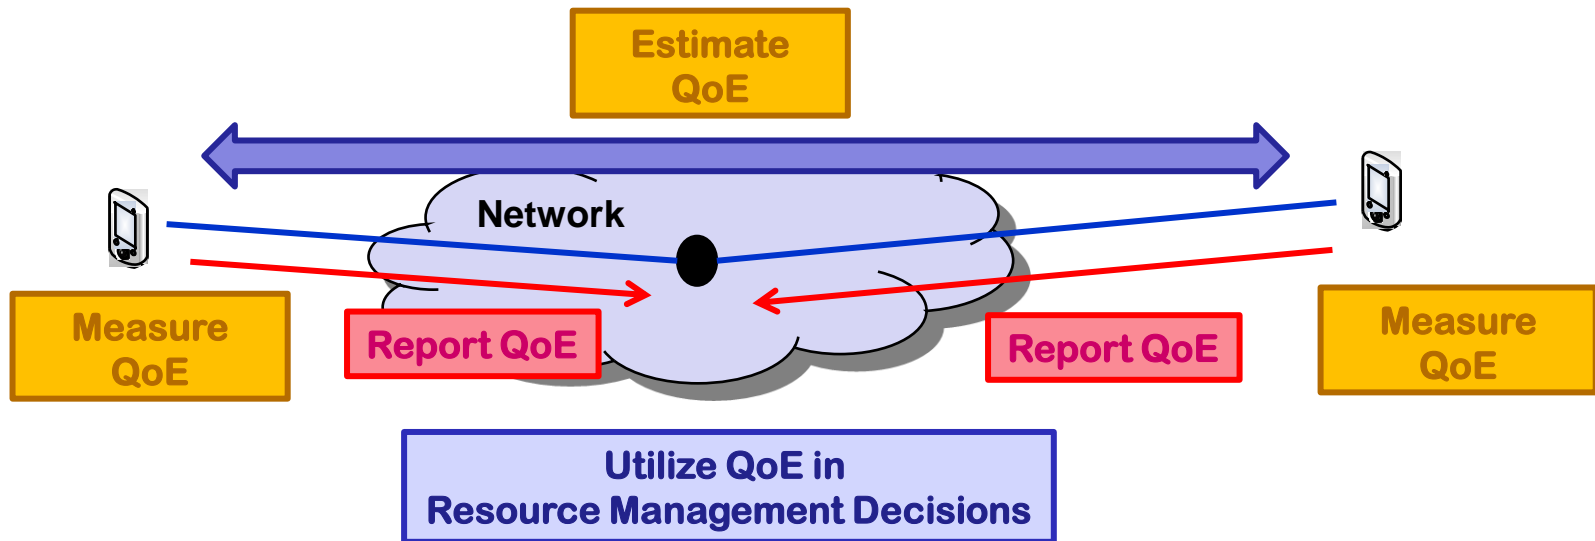 Estimate
QoE
Network
Measure
QoE
Report QoE
Report QoE
Measure
QoE
Utilize QoE in
Resource Management Decisions